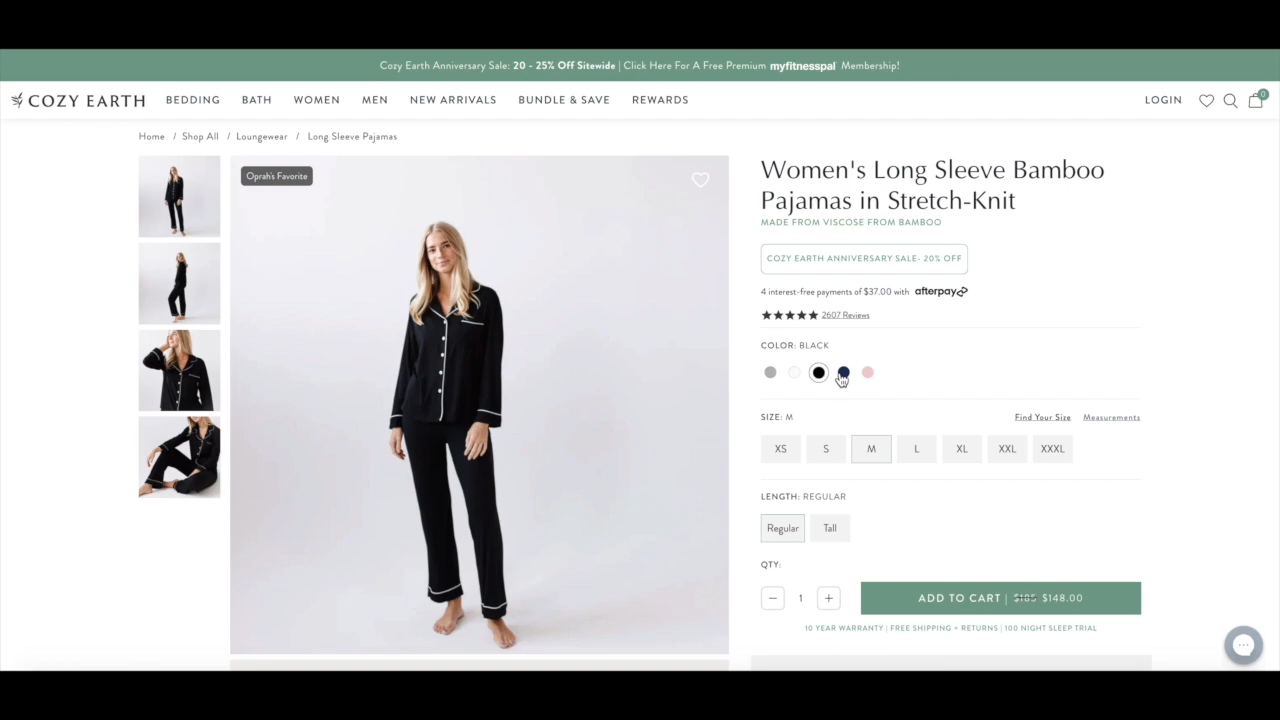 Cozy Earth Anniversary Sale: 20 - 25% Off Sitewide | Click Here For A Free Premium myfitnesspal Membership!
COZY EARTH BEDDING BATH WOMEN MEN NEW ARRIVALS BUNDLE & SAVE REWARDS LOGIN 0
Home / Shop All / Loungewear / Long Sleeve Pajamas
Oprah's Favorite
Women's Long Sleeve Bamboo
Pajamas in Stretch-Knit
MADE FROM VISCOSE FROM BAMBOO
COZY EARTH ANNIVERSARY SALE- 20% OFF
4 interest-free payments of $37.00 with afterpay
2607 Reviews
COLOR: BLACK
SIZE: M Find Your Size Measurements
XS S M L XL XXL XXXL
LENGTH: REGULAR
Regular Tall
QTY:
− 1 + ADD TO CART | $185 $148.00
10 YEAR WARRANTY | FREE SHIPPING + RETURNS | 100 NIGHT SLEEP TRIAL